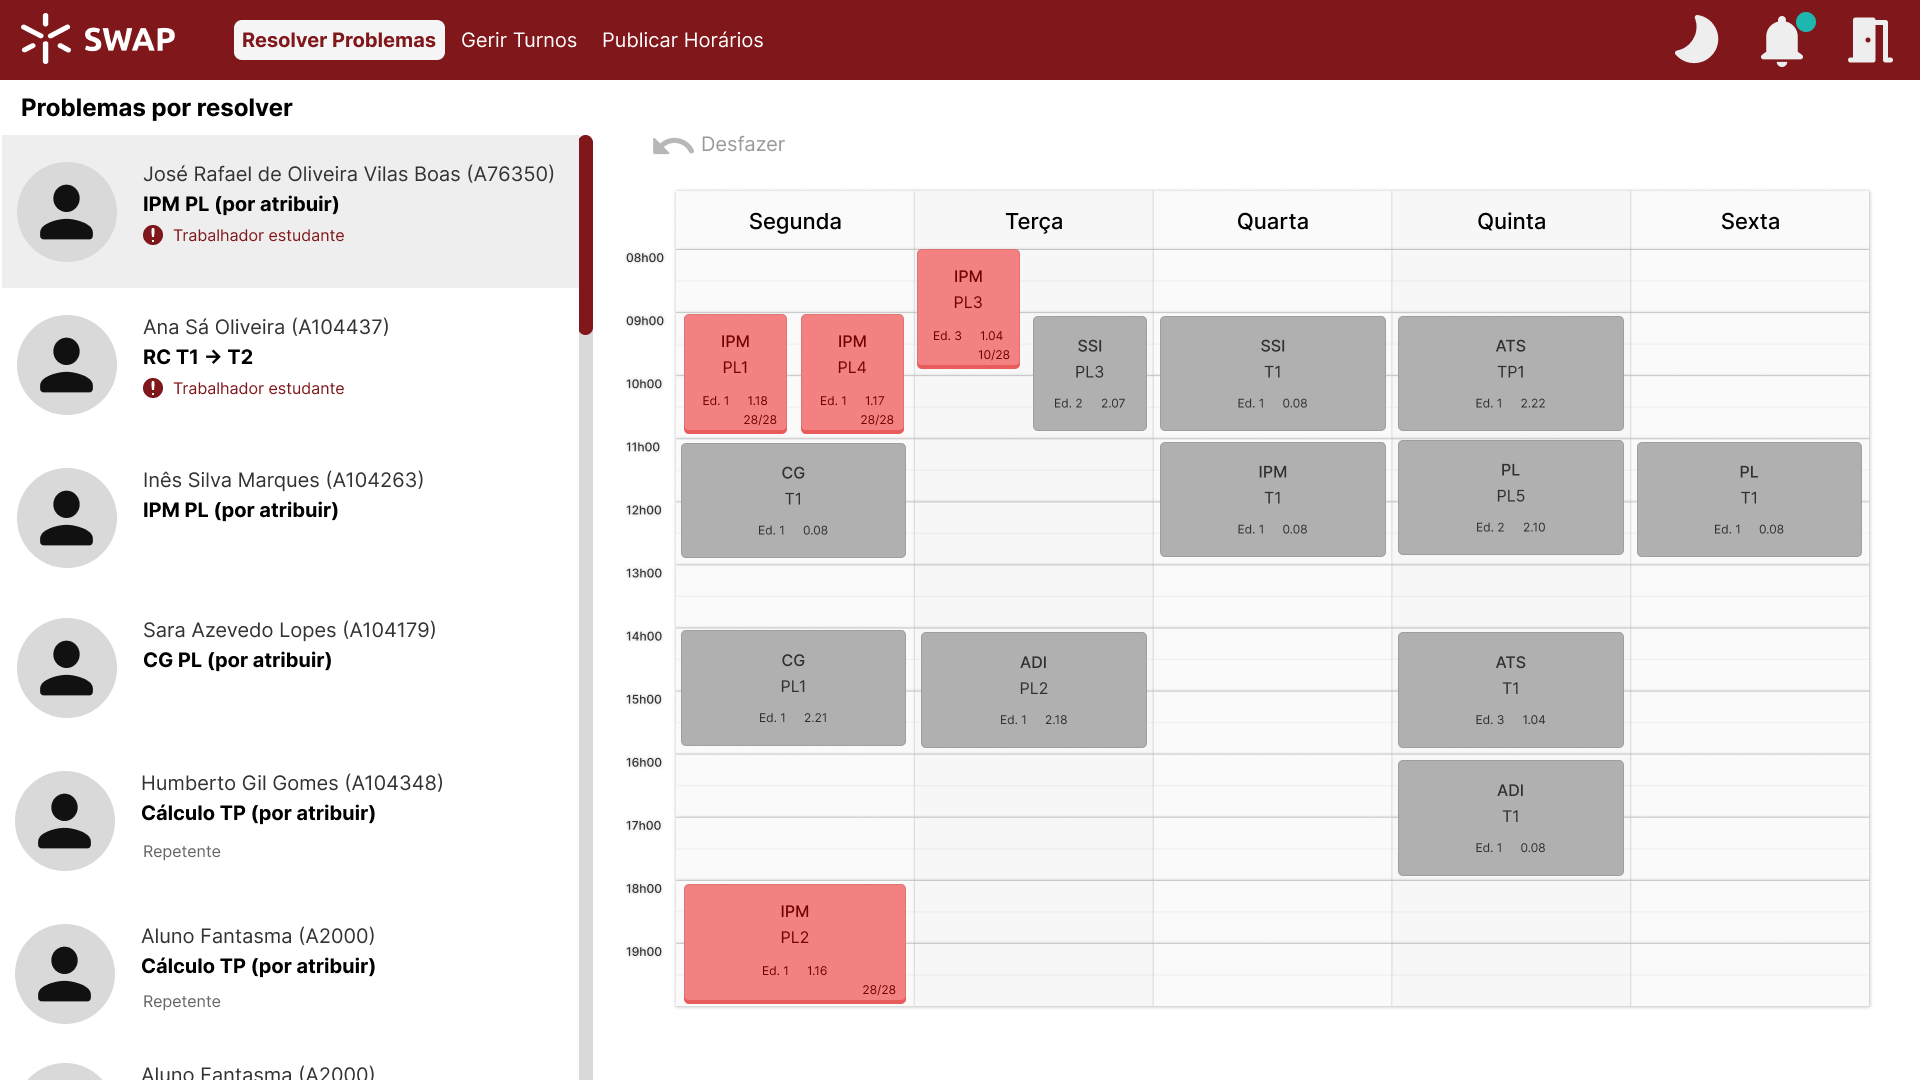 SWAP
Resolver Problemas
Gerir Turnos
Publicar Horários
Problemas por resolver
José Rafael de Oliveira Vilas Boas (A76350)
IPM PL (por atribuir)
Trabalhador estudante
Ana Sá Oliveira (A104437)
RC T1 → T2
Trabalhador estudante
Inês Silva Marques (A104263)
IPM PL (por atribuir)
Sara Azevedo Lopes (A104179)
CG PL (por atribuir)
Humberto Gil Gomes (A104348)
Cálculo TP (por atribuir)
Repetente
Aluno Fantasma (A2000)
Cálculo TP (por atribuir)
Repetente
Aluno Fantasma (A2000)
Desfazer
Segunda
Terça
Quarta
Quinta
Sexta
08h00
09h00
10h00
11h00
12h00
13h00
14h00
15h00
16h00
17h00
18h00
19h00
IPM
PL1
Ed. 1 1.18
28/28
IPM
PL4
Ed. 1 1.17
28/28
CG
T1
Ed. 1 0.08
CG
PL1
Ed. 1 2.21
IPM
PL2
Ed. 1 1.16
28/28
IPM
PL3
Ed. 3 1.04
10/28
SSI
PL3
Ed. 2 2.07
ADI
PL2
Ed. 1 2.18
SSI
T1
Ed. 1 0.08
IPM
T1
Ed. 1 0.08
ATS
TP1
Ed. 1 2.22
PL
PL5
Ed. 2 2.10
ATS
T1
Ed. 3 1.04
ADI
T1
Ed. 1 0.08
PL
T1
Ed. 1 0.08